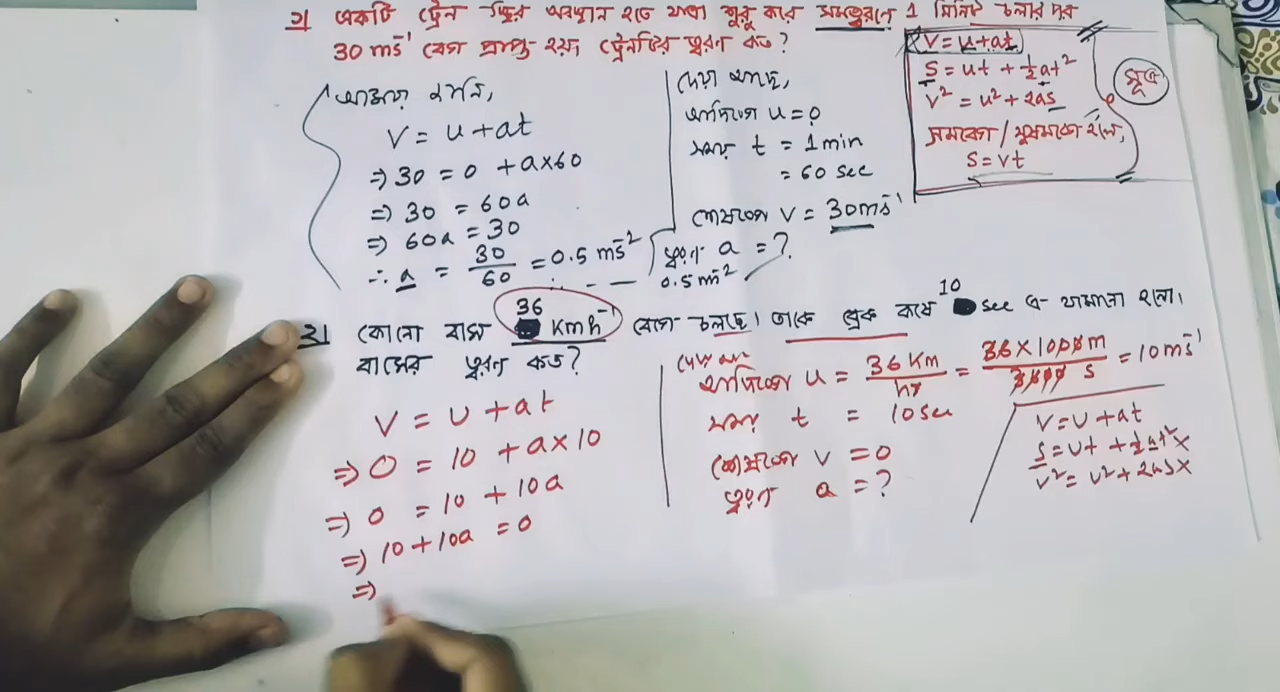 ১। একটি ট্রেন স্থির অবস্থান হতে যাত্রা শুরু করে সমত্বরণে 1 মিনিট চলার পর
30 ms⁻¹ বেগ প্রাপ্ত হয়। ট্রেনটির ত্বরণ কত?
আমরা জানি,
V = u + at
⇒ 30 = 0 + a×60
⇒ 30 = 60a
⇒ 60a = 30
∴ a = 30/60 = 0.5 ms⁻²
দেয়া আছে,
আদিবেগ u = 0
সময় t = 1 min
= 60 sec
শেষবেগ V = 30ms⁻¹
ত্বরণ a = ?
0.5 ms⁻²
V = u + at
S = ut + ½at²
V² = u² + 2as
হলে,
S = Vt
সূত্র
২। কোনো বাস 36 Kmh⁻¹ বেগে চলছে। তাকে ব্রেক কষে 10 sec এ থামানো হলো।
বাসের ত্বরণ কত?
V = u + at
⇒ 0 = 10 + a×10
⇒ 0 = 10 + 10a
⇒ 10 + 10a = 0
⇒
আদিবেগ u = 36 Km/hr = 36×1000 m/3600 s = 10 ms⁻¹
সময় t = 10 sec
শেষবেগ v = 0
ত্বরণ a = ?
V = u + at
S = ut + ½at² ×
v² = u² + 2as ×